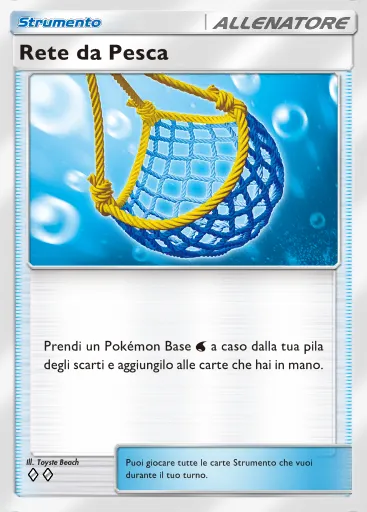 Strumento
ALLENATORE
Rete da Pesca
Prendi un Pokémon Base a caso dalla tua pila
degli scarti e aggiungilo alle carte che hai in mano.
Ill. Toyste Beach
Puoi giocare tutte le carte Strumento che vuoi
durante il tuo turno.